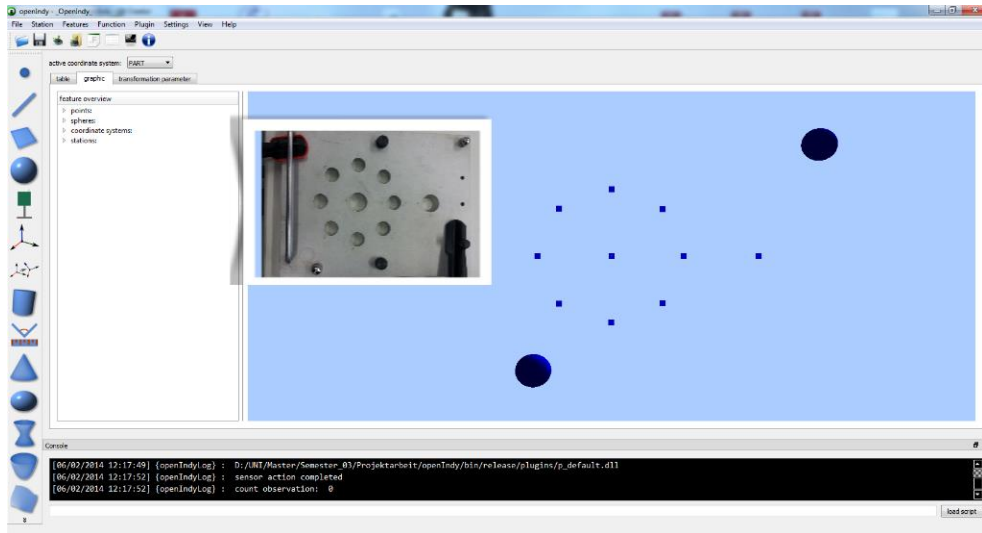 openIndy - _OpenIndy_
File Station Features Function Plugin Settings View Help
active coordinate system: PART
table graphic transformation parameter
feature overview
points:
spheres:
coordinate systems:
stations:
Console
[06/02/2014 12:17:49] {openIndyLog} : D:/UNI/Master/Semester_03/Projektarbeit/openIndy/bin/release/plugins/p_default.dll
[06/02/2014 12:17:52] {openIndyLog} : sensor action completed
[06/02/2014 12:17:52] {openIndyLog} : count observation: 0
load script